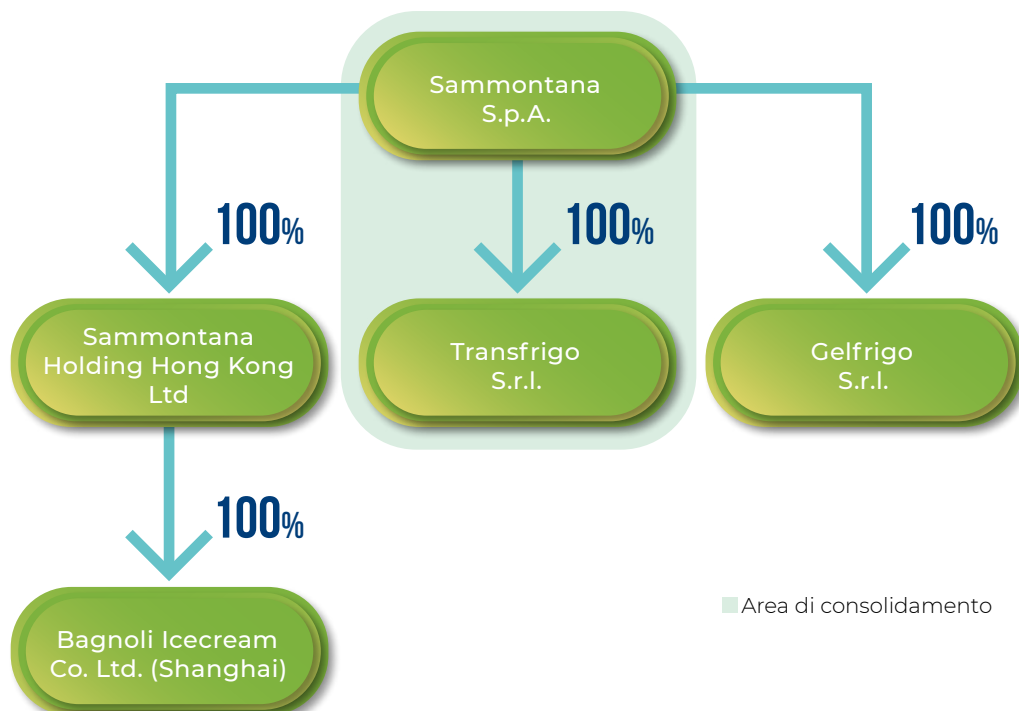 Sammontana
S.p.A.
100%
100%
100%
Sammontana
Holding Hong Kong
Ltd
Transfrigo
S.r.l.
Gelfrigo
S.r.l.
100%
Area di consolidamento
Bagnoli Icecream
Co. Ltd. (Shanghai)